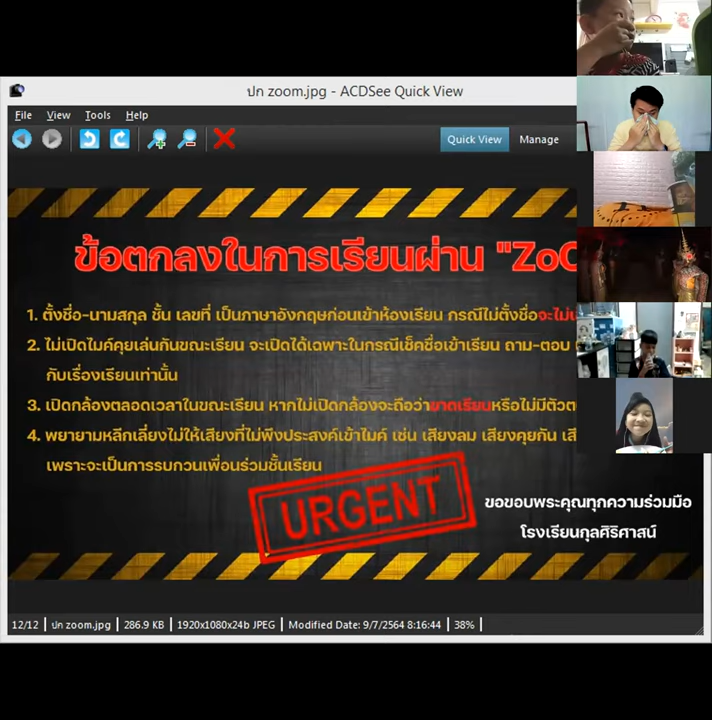 ปก zoom.jpg - ACDSee Quick View
File View Tools Help
Quick View Manage
ข้อตกลงในการเรียนผ่าน "Zo
1. ตั้งชื่อ-นามสกุล ชั้น เลขที่ เป็นภาษาอังกฤษก่อนเข้าห้องเรียน กรณีไม่ตั้งชื่อจะไม่
2. ไม่เปิดไมค์คุยเล่นกันขณะเรียน จะเปิดได้เฉพาะในกรณีเช็คชื่อเข้าเรียน ถาม-ตอบ
กับเรื่องเรียนเท่านั้น
3. เปิดกล้องตลอดเวลาในขณะเรียน หากไม่เปิดกล้องจะถือว่าขาดเรียนหรือไม่มีตัวต
4. พยายามหลีกเลี่ยงไม่ให้เสียงที่ไม่พึงประสงค์เข้าไมค์ เช่น เสียงลม เสียงคุยกัน
เพราะจะเป็นการรบกวนเพื่อนร่วมชั้นเรียน
URGENT
ขอขอบพระคุณทุกความร่วมมือ
โรงเรียนกุลศิริศาสน์
12/12 ปก zoom.jpg 286.9 KB 1920x1080x24b JPEG Modified Date: 9/7/2564 8:16:44 38%